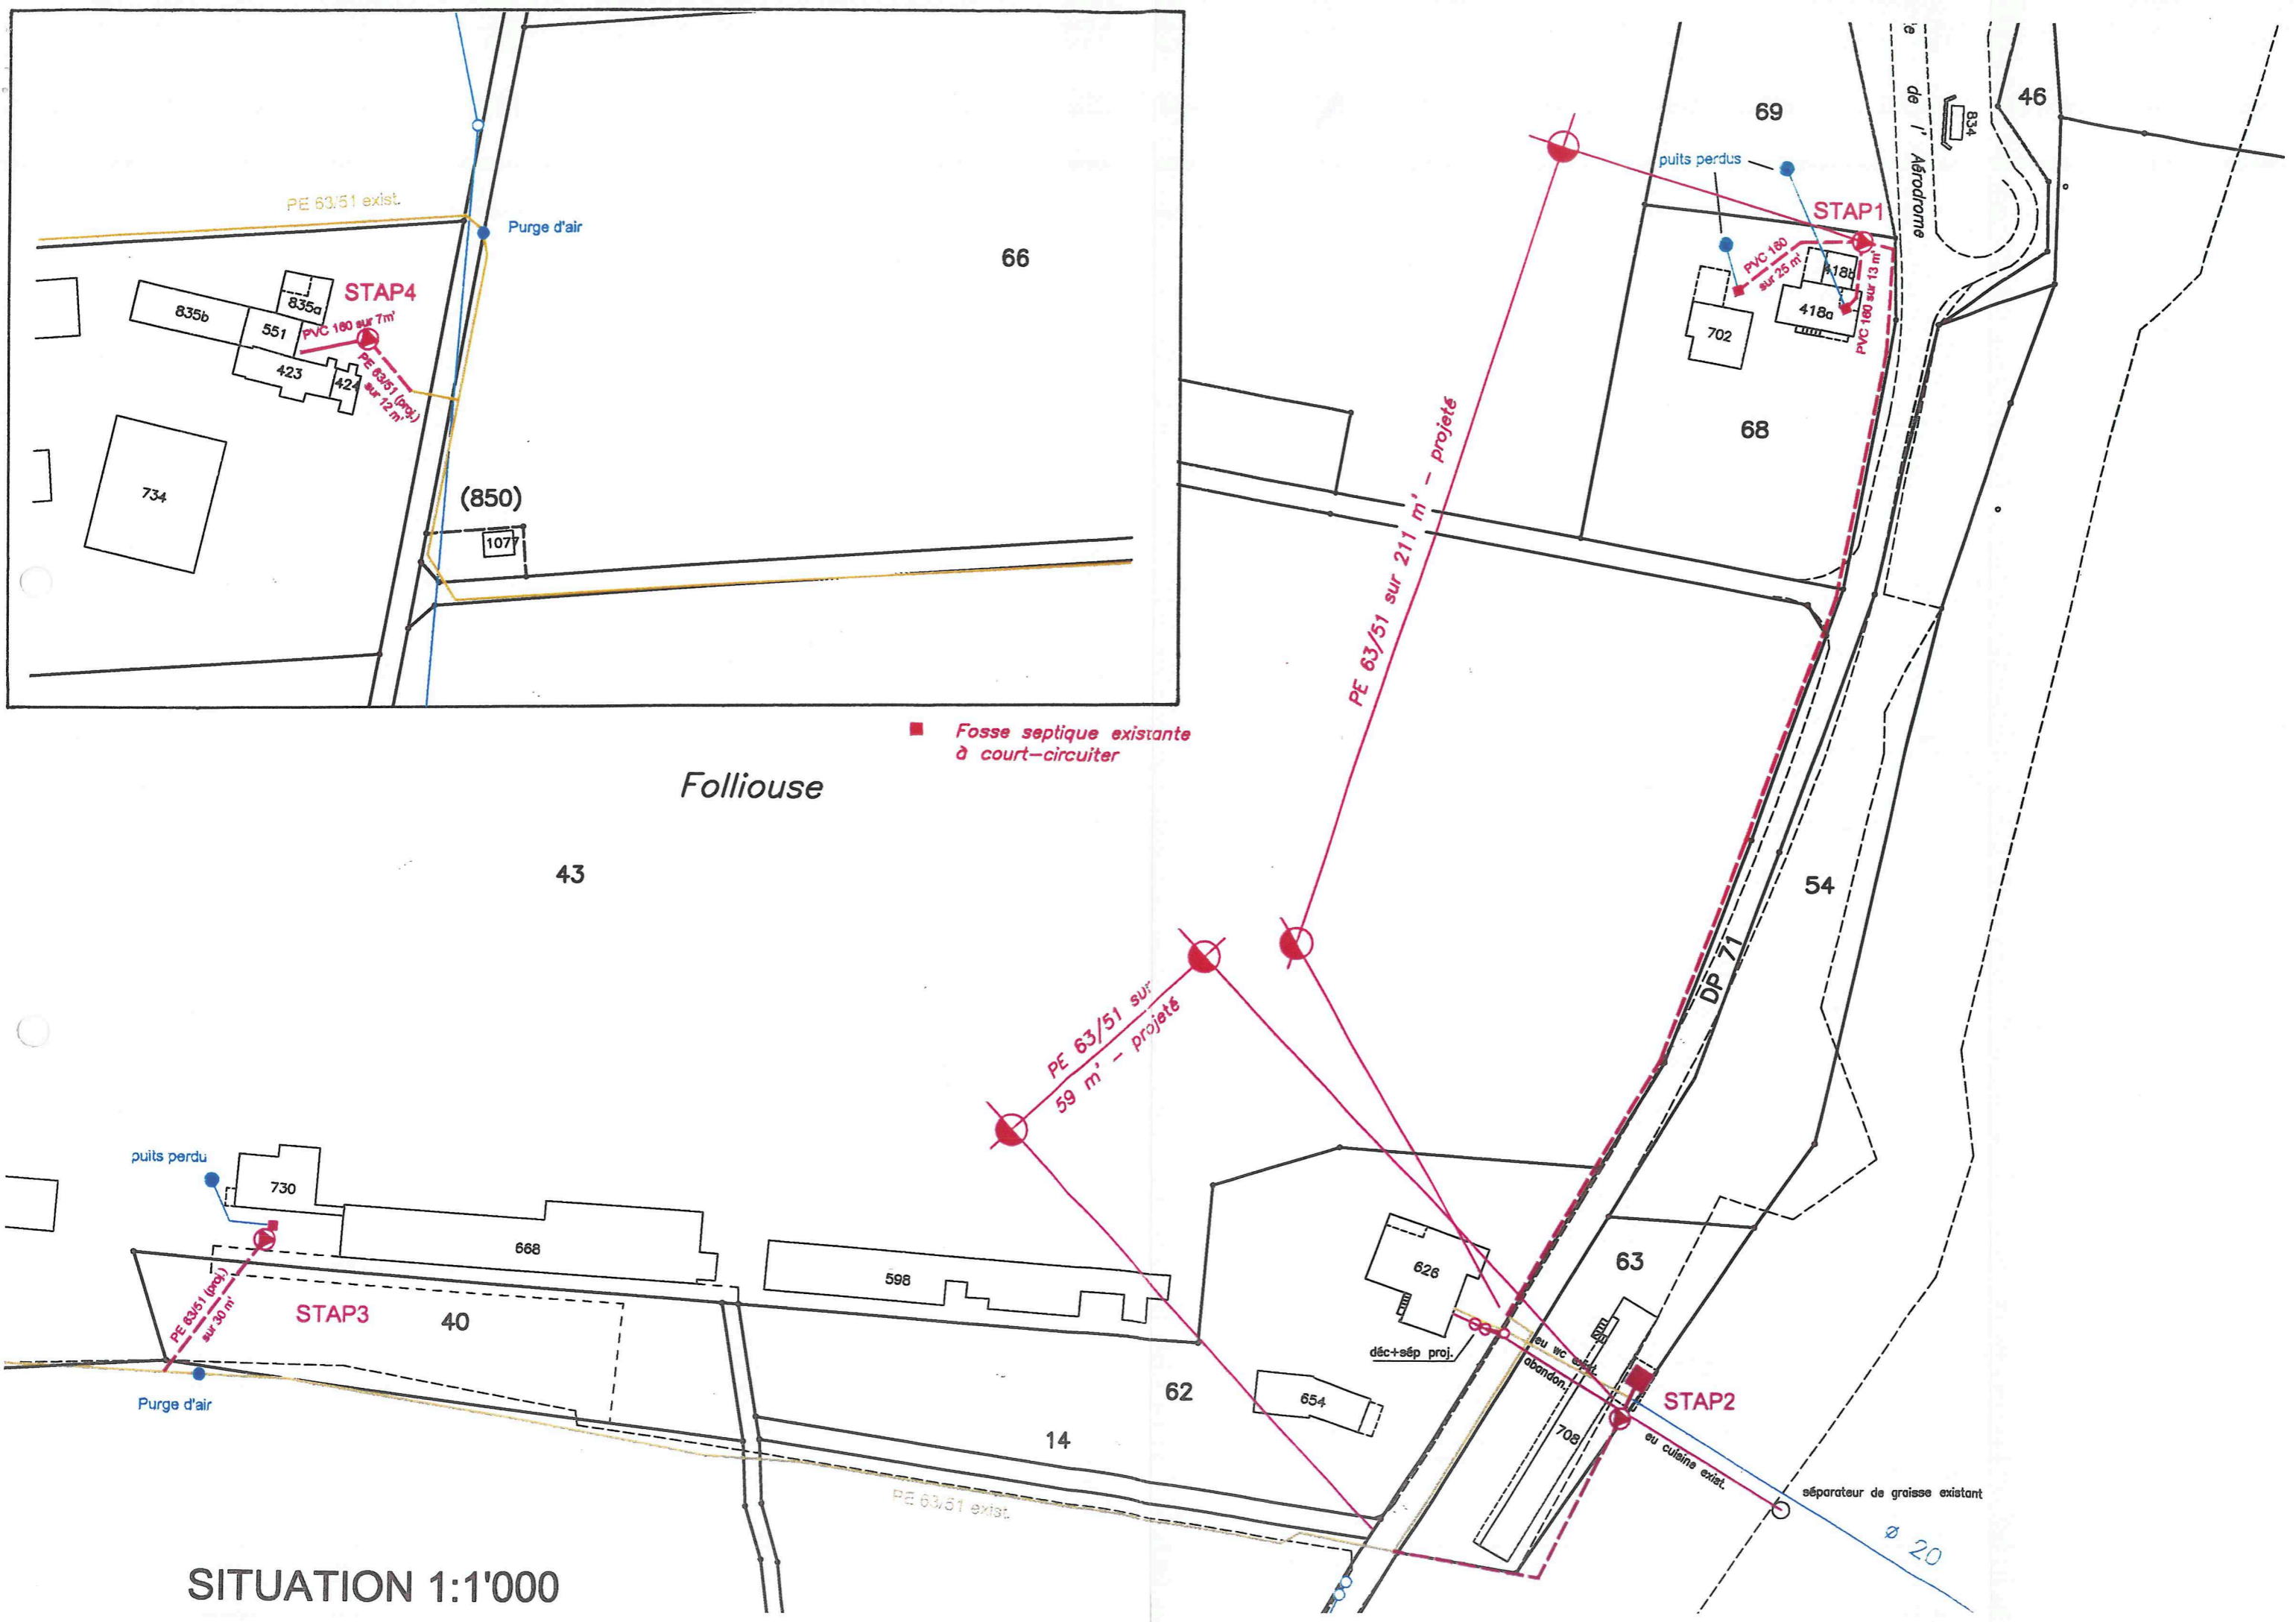 PE 63/51 exist.
Purge d'air
66
STAP4
835b
835a
551
PVC 160 sur 7m'
423
424
PE 63/51 (proj.)
sur 12 m'
734
(850)
1077
69
46
834
de l' Aérodrome
puits perdus
STAP1
PVC 160
sur 25 m'
418b
418a
PVC 160 sur 13 m'
702
68
PE 63/51 sur 211 m' - projeté
Fosse septique existante
à court-circuiter
Folliouse
43
54
DP 71
PE 63/51 sur
59 m' - projeté
puits perdu
730
668
598
626
63
PE 63/51 (proj.)
sur 30 m'
STAP3
40
déc+sép proj.
eu wc exist.
abandon.
654
62
STAP2
Purge d'air
14
708
eu cuisine exist.
séparateur de graisse existant
PE 63/51 exist.
ø 20
SITUATION 1:1'000